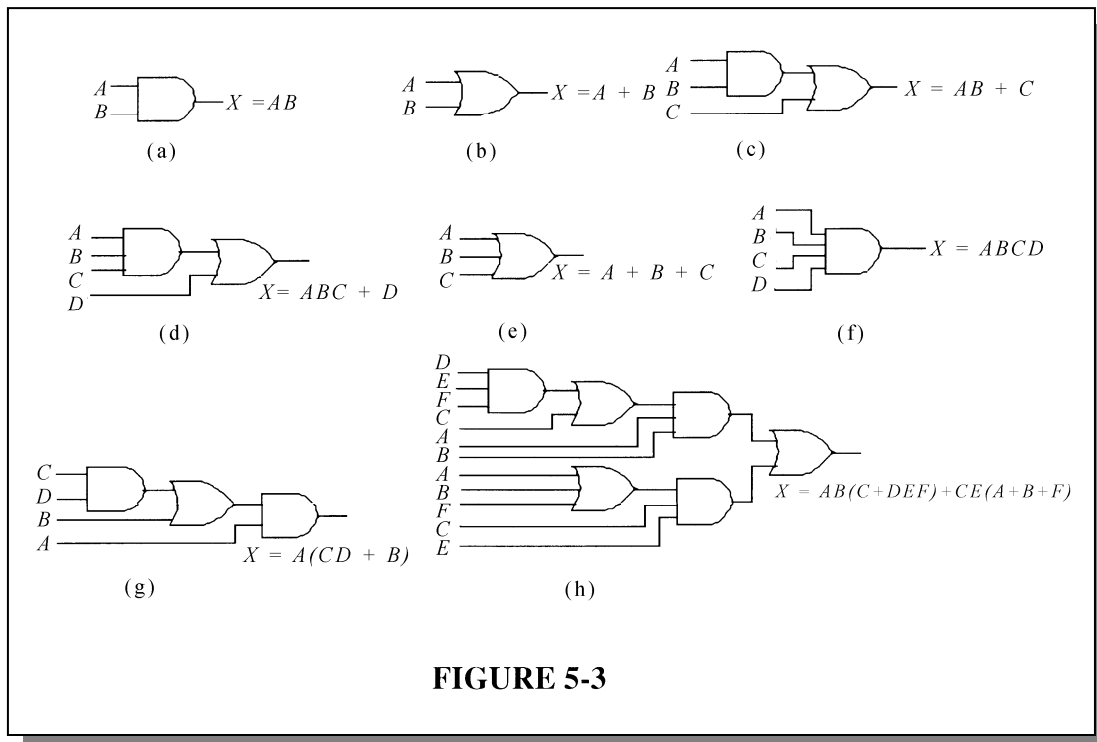 A
B
X = AB
(a)
A
B
X = A + B
(b)
A
B
C
X = AB + C
(c)
A
B
C
D
X = ABC + D
(d)
A
B
C
X = A + B + C
(e)
A
B
C
D
X = ABCD
(f)
C
D
B
A
X = A(CD + B)
(g)
D
E
F
C
A
B
A
B
F
C
E
X = AB(C+DEF)+CE(A+B+F)
(h)
FIGURE 5-3